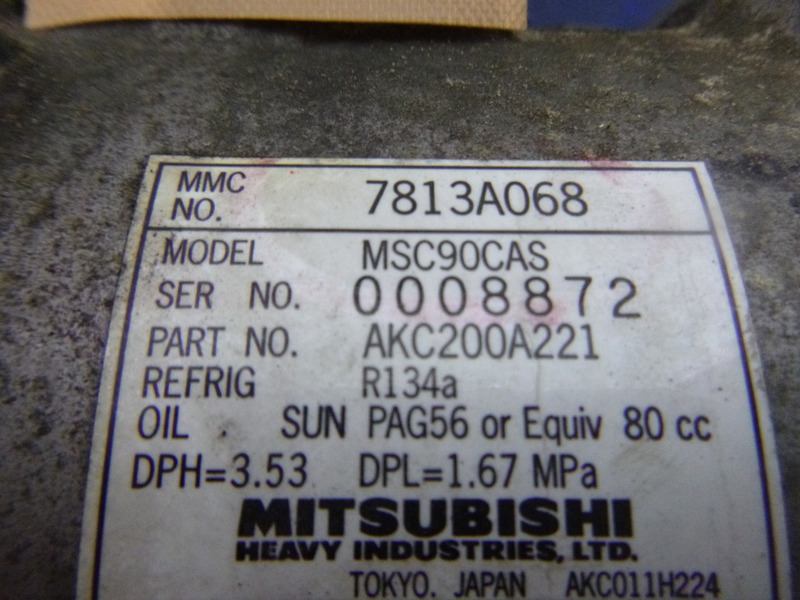 MMC NO. 7813A068
MODEL MSC90CAS
SER NO. 0008872
PART NO. AKC200A221
REFRIG R134a
OIL SUN PAG56 or Equiv 80 cc
DPH=3.53 DPL=1.67 MPa
MITSUBISHI
HEAVY INDUSTRIES, LTD.
TOKYO. JAPAN AKC011H224